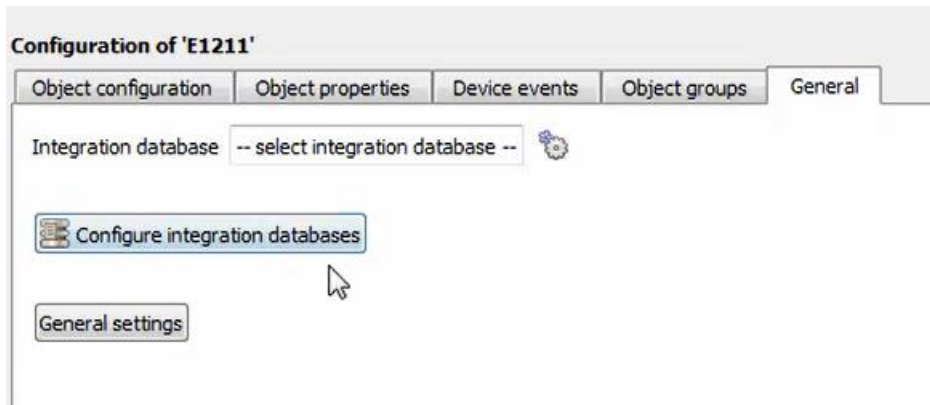 Configuration of 'E1211'
Object configuration Object properties Device events Object groups General
Integration database -- select integration database --
Configure integration databases
General settings